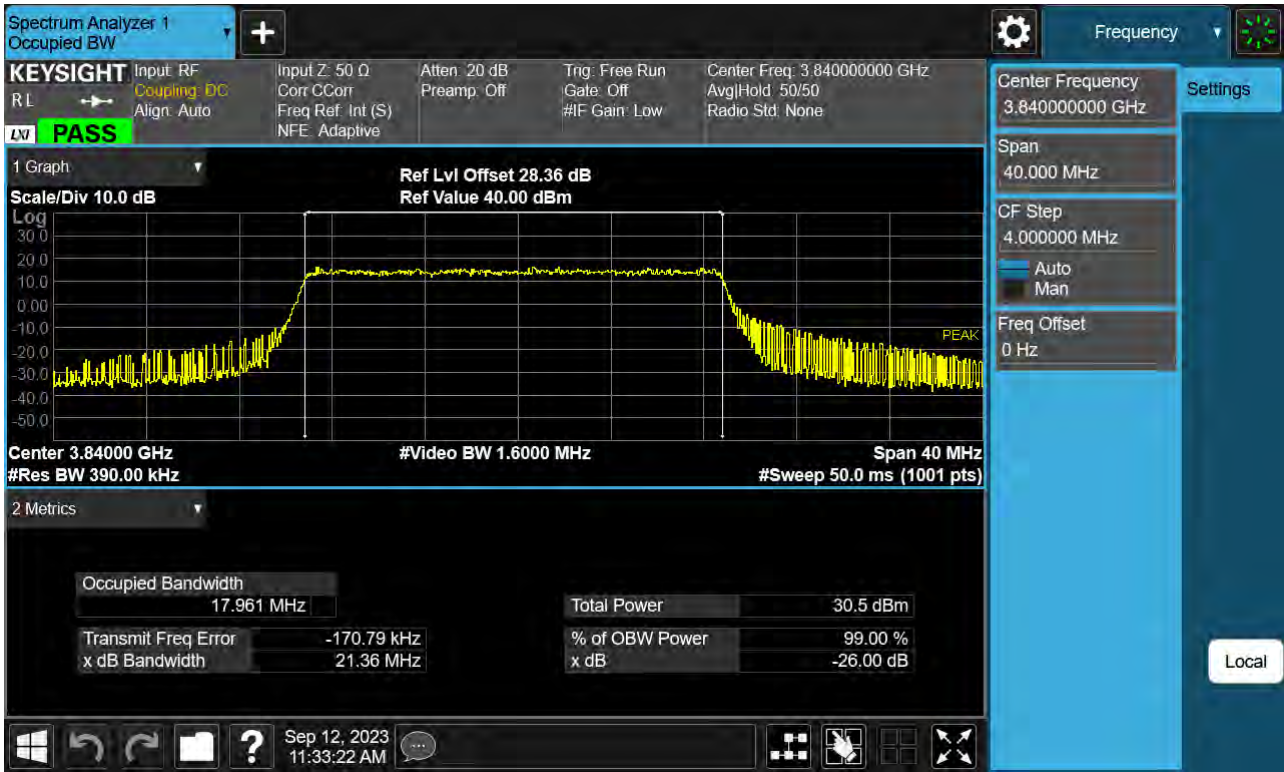 Spectrum Analyzer 1
Occupied BW
+
Frequency
KEYSIGHT
RL
LXI PASS
Input: RF
Coupling: DC
Align: Auto
Input Z: 50 Ω
Corr CCorr
Freq Ref: Int (S)
NFE: Adaptive
Atten: 20 dB
Preamp: Off
Trig: Free Run
Gate: Off
#IF Gain: Low
Center Freq: 3.840000000 GHz
Avg|Hold: 50/50
Radio Std: None
Center Frequency
3.840000000 GHz
Settings
Span
40.000 MHz
CF Step
4.000000 MHz
Auto
Man
Freq Offset
0 Hz
Local
1 Graph
Scale/Div 10.0 dB
Ref Lvl Offset 28.36 dB
Ref Value 40.00 dBm
Log
30.0
20.0
10.0
0.00
-10.0
-20.0
-30.0
-40.0
-50.0
PEAK
Center 3.84000 GHz
#Video BW 1.6000 MHz
Span 40 MHz
#Res BW 390.00 kHz
#Sweep 50.0 ms (1001 pts)
2 Metrics
Occupied Bandwidth
17.961 MHz
Total Power 30.5 dBm
Transmit Freq Error -170.79 kHz
% of OBW Power 99.00 %
x dB Bandwidth 21.36 MHz
x dB -26.00 dB
?
Sep 12, 2023
11:33:22 AM